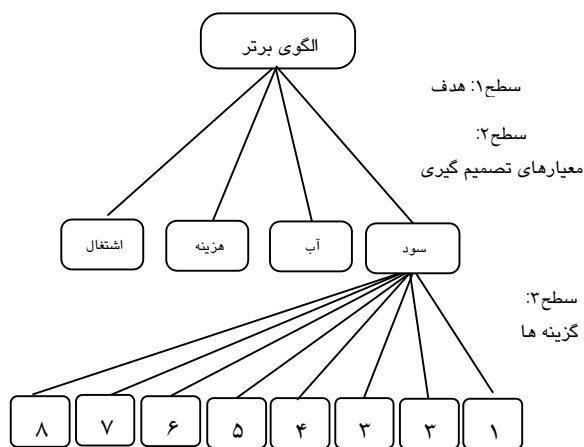 الگوی برتر
سطح۱: هدف
سطح۲:
معیارهای تصمیم گیری
سود
آب
هزینه
اشتغال
سطح۳:
گزینه ها
۱
۳
۳
۴
۵
۶
۷
۸